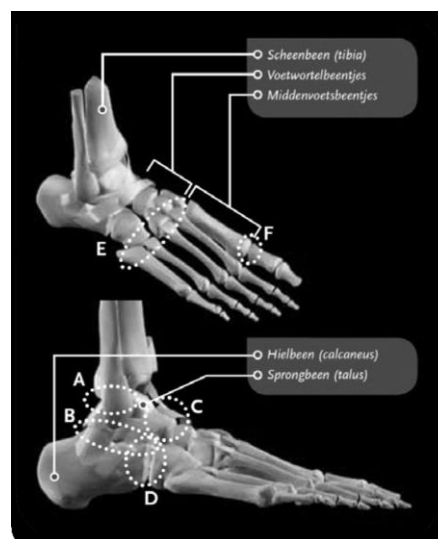 Scheenbeen (tibia)
Voetwortelbeentjes
Middenvoetsbeentjes
E
F
Hielbeen (calcaneus)
Sprongbeen (talus)
A
B
C
D